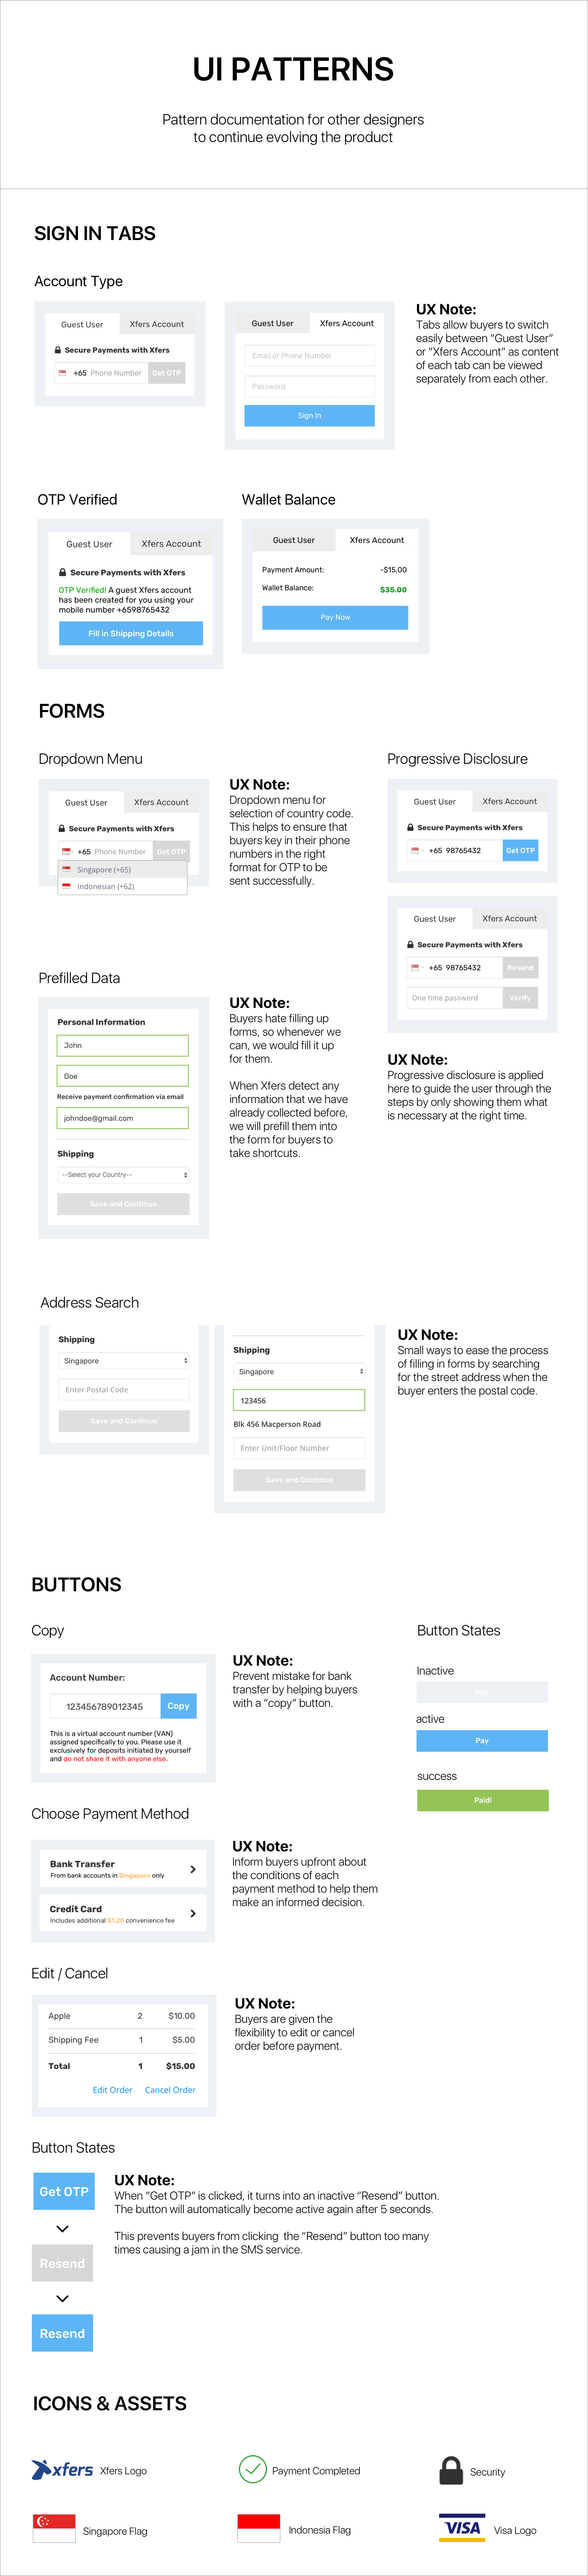 UI PATTERNS
Pattern documentation for other designers
to continue evolving the product
SIGN IN TABS
Account Type
Guest User
Xfers Account
Secure Payments with Xfers
+65 Phone Number
Get OTP
Guest User
Xfers Account
Email or Phone Number
Password
Sign In
UX Note:
Tabs allow buyers to switch
easily between “Guest User”
or “Xfers Account” as content
of each tab can be viewed
separately from each other.
OTP Verified
Guest User
Xfers Account
Secure Payments with Xfers
OTP Verified! A guest Xfers account
has been created for you using your
mobile number +6598765432
Fill in Shipping Details
Wallet Balance
Guest User
Xfers Account
Payment Amount: -$15.00
Wallet Balance: $35.00
Pay Now
FORMS
Dropdown Menu
Guest User
Xfers Account
Secure Payments with Xfers
+65 Phone Number
Get OTP
Singapore (+65)
Indonesian (+62)
UX Note:
Dropdown menu for
selection of country code.
This helps to ensure that
buyers key in their phone
numbers in the right
format for OTP to be
sent successfully.
Progressive Disclosure
Guest User
Xfers Account
Secure Payments with Xfers
+65 98765432
Get OTP
Guest User
Xfers Account
Secure Payments with Xfers
+65 98765432
Resend
One time password
Verify
UX Note:
Progressive disclosure is applied
here to guide the user through the
steps by only showing them what
is necessary at the right time.
Prefilled Data
Personal Information
John
Doe
Receive payment confirmation via email
johndoe@gmail.com
Shipping
--Select your Country--
Save and Continue
UX Note:
Buyers hate filling up
forms, so whenever we
can, we would fill it up
for them.
When Xfers detect any
information that we have
already collected before,
we will prefill them into
the form for buyers to
take shortcuts.
Address Search
Shipping
Singapore
Enter Postal Code
Save and Continue
Shipping
Singapore
123456
Blk 456 Macperson Road
Enter Unit/Floor Number
Save and Continue
UX Note:
Small ways to ease the process
of filling in forms by searching
for the street address when the
buyer enters the postal code.
BUTTONS
Copy
Account Number:
123456789012345
Copy
This is a virtual account number (VAN)
assigned specifically to you. Please use it
exclusively for deposits initiated by yourself
and do not share it with anyone else.
UX Note:
Prevent mistake for bank
transfer by helping buyers
with a “copy” button.
Button States
Inactive
Pay
active
Pay
success
Paid!
Choose Payment Method
Bank Transfer
From bank accounts in Singapore only
Credit Card
Includes additional $1.20 convenience fee
UX Note:
Inform buyers upfront about
the conditions of each
payment method to help them
make an informed decision.
Edit / Cancel
Apple 2 $10.00
Shipping Fee 1 $5.00
Total 1 $15.00
Edit Order Cancel Order
UX Note:
Buyers are given the
flexibility to edit or cancel
order before payment.
Button States
Get OTP
Resend
Resend
UX Note:
When “Get OTP” is clicked, it turns into an inactive “Resend” button.
The button will automatically become active again after 5 seconds.
This prevents buyers from clicking the “Resend” button too many
times causing a jam in the SMS service.
ICONS & ASSETS
xfers
Xfers Logo
Payment Completed
Security
Singapore Flag
Indonesia Flag
VISA
Visa Logo